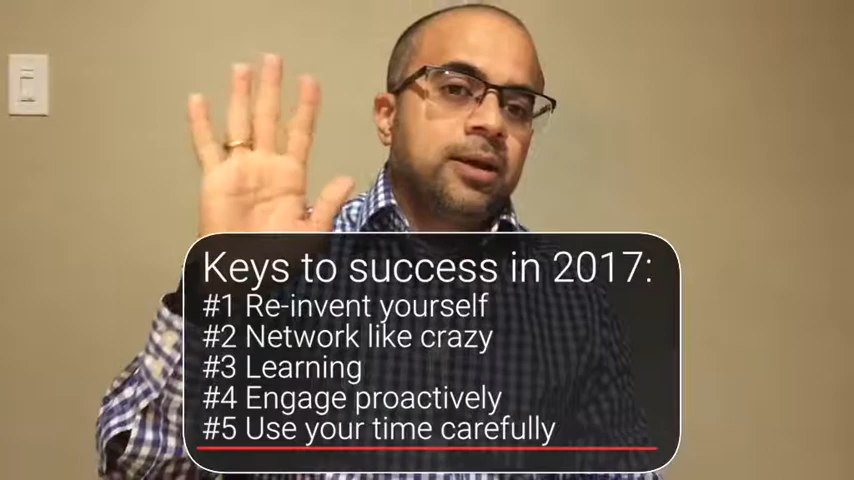 Keys to success in 2017:
#1 Re-invent yourself
#2 Network like crazy
#3 Learning
#4 Engage proactively
#5 Use your time carefully